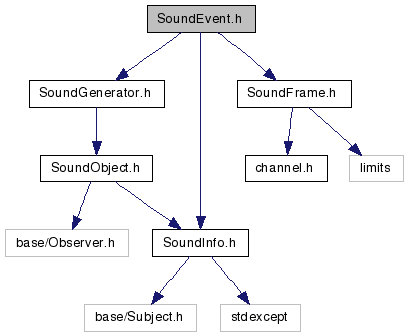 SoundEvent.h
SoundGenerator.h
SoundFrame.h
SoundObject.h
channel.h
limits
base/Observer.h
SoundInfo.h
base/Subject.h
stdexcept